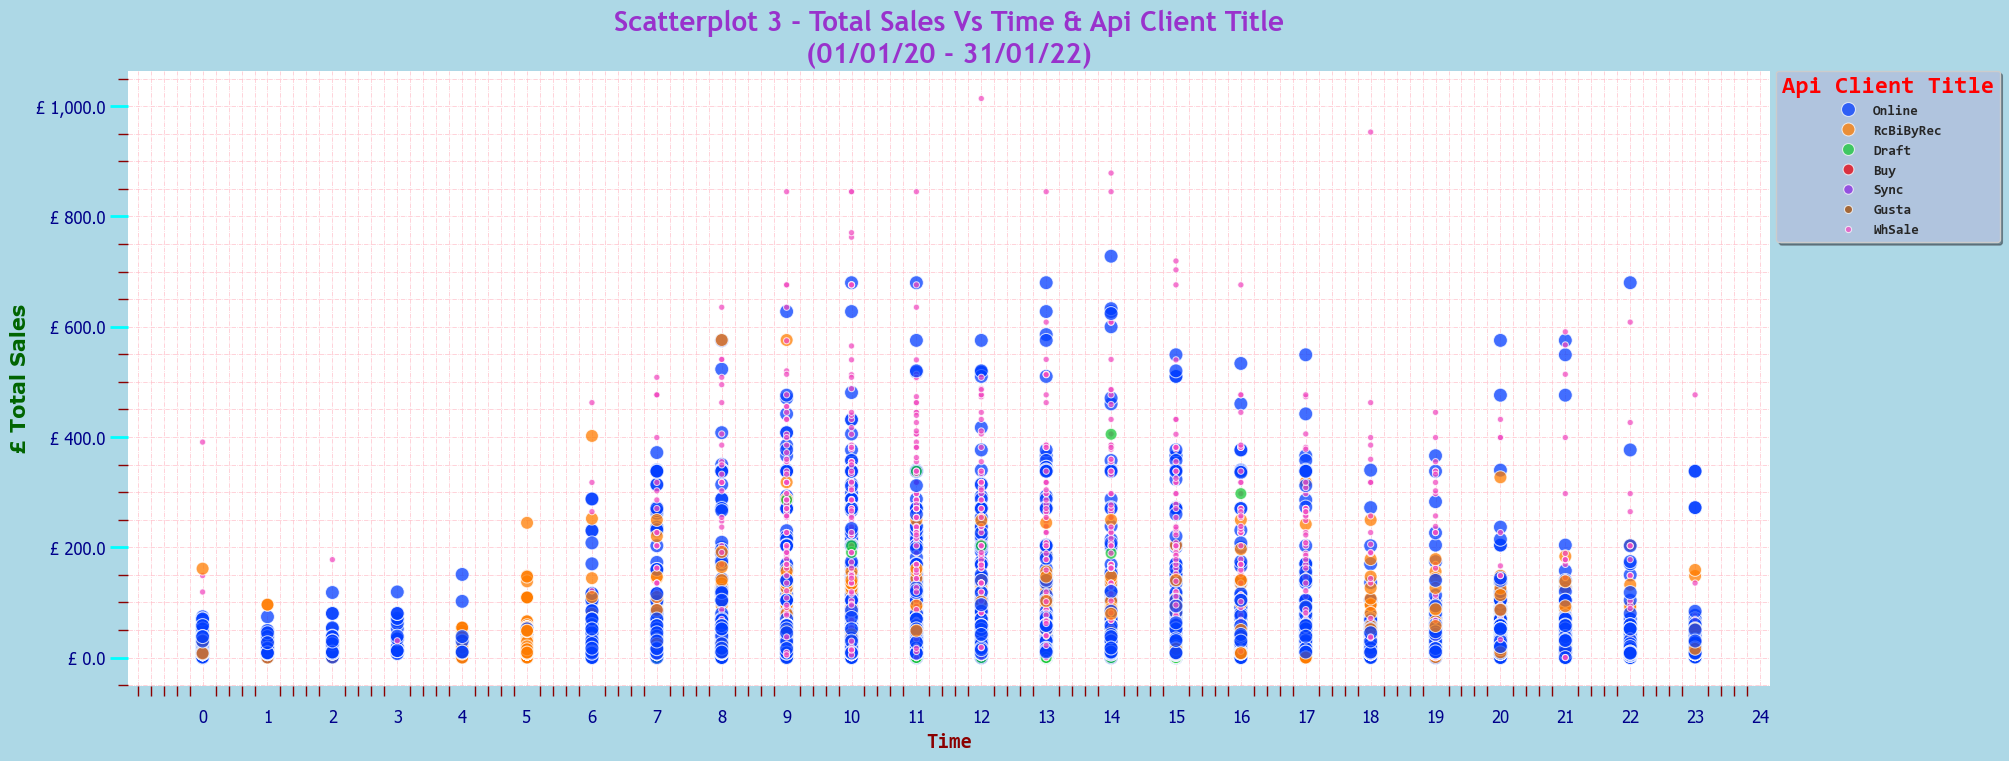 Scatterplot 3 - Total Sales Vs Time & Api Client Title
(01/01/20 - 31/01/22)
Api Client Title
Online
RcBiByRec
Draft
Buy
Sync
Gusta
WhSale
£ Total Sales
£ 1,000.0
£ 800.0
£ 600.0
£ 400.0
£ 200.0
£ 0.0
0 1 2 3 4 5 6 7 8 9 10 11 12 13 14 15 16 17 18 19 20 21 22 23 24
Time